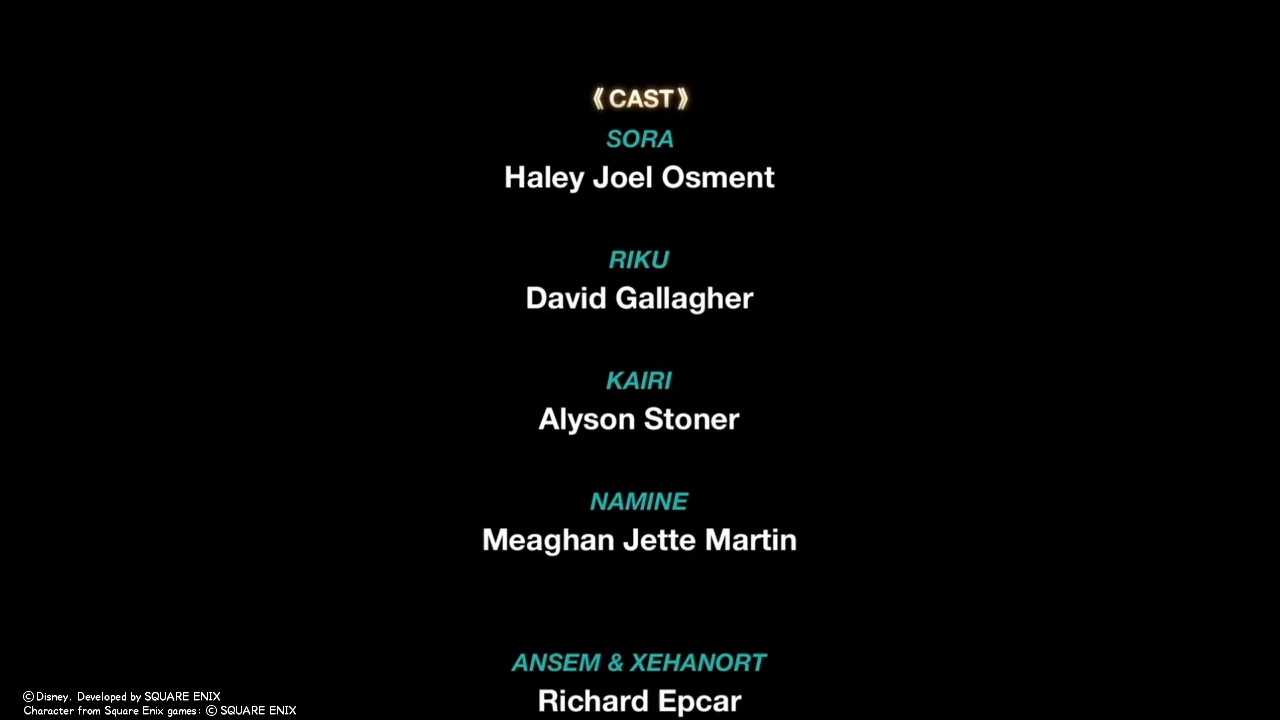 《CAST》
SORA
Haley Joel Osment
RIKU
David Gallagher
KAIRI
Alyson Stoner
NAMINE
Meaghan Jette Martin
ANSEM & XEHANORT
Richard Epcar
©Disney. Developed by SQUARE ENIX
Character from Square Enix games: © SQUARE ENIX